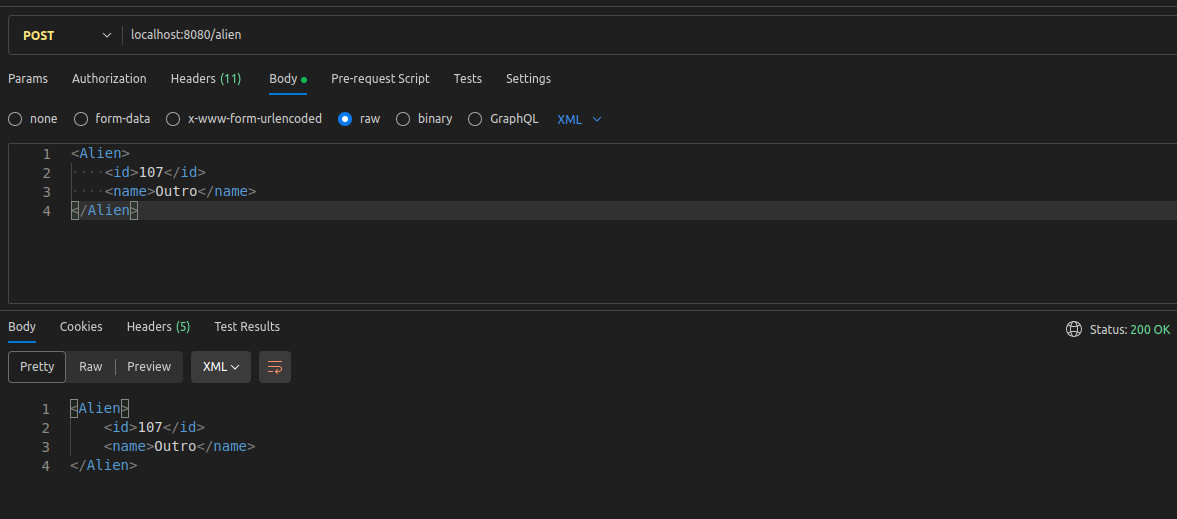 POST localhost:8080/alien
Params Authorization Headers (11) Body Pre-request Script Tests Settings
none form-data x-www-form-urlencoded raw binary GraphQL XML
1 <Alien>
2 ····<id>107</id>
3 ····<name>Outro</name>
4 </Alien>
Body Cookies Headers (5) Test Results Status: 200 OK
Pretty Raw Preview XML
1 <Alien>
2     <id>107</id>
3     <name>Outro</name>
4 </Alien>